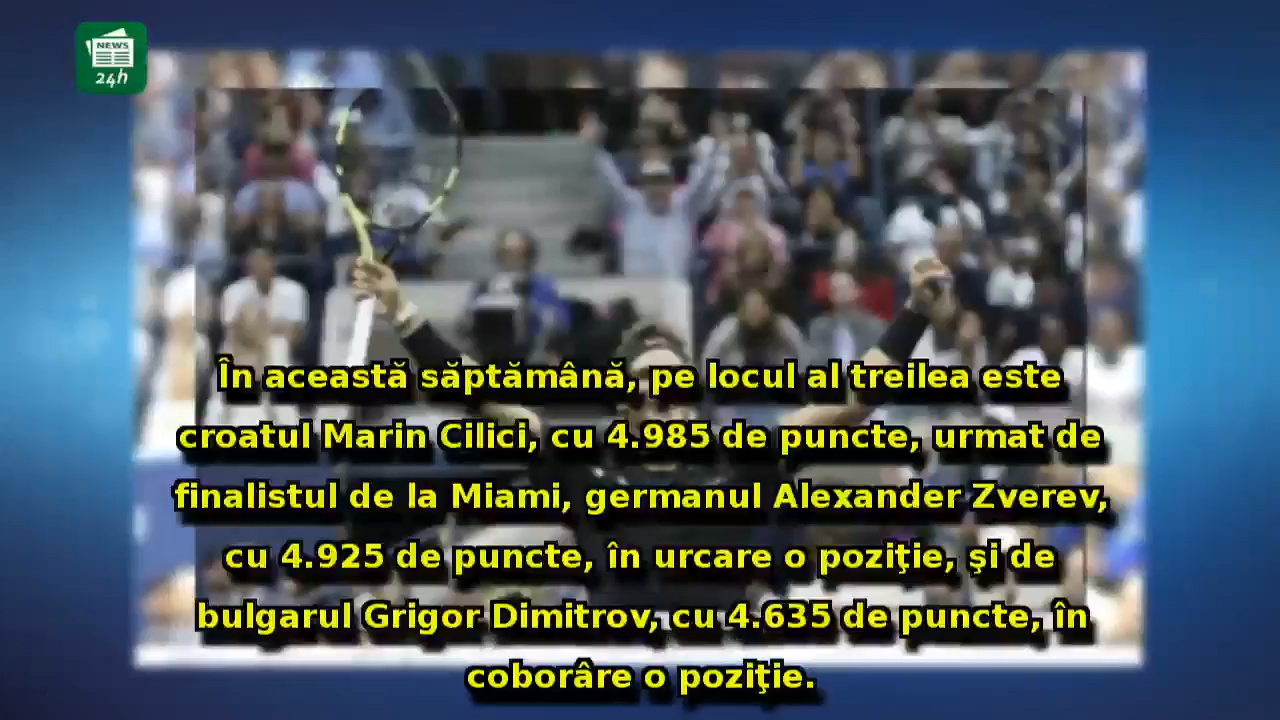 NEWS
24h
În această săptămână, pe locul al treilea este
croatul Marin Cilici, cu 4.985 de puncte, urmat de
finalistul de la Miami, germanul Alexander Zverev,
cu 4.925 de puncte, în urcare o poziţie, şi de
bulgarul Grigor Dimitrov, cu 4.635 de puncte, în
coborâre o poziţie.